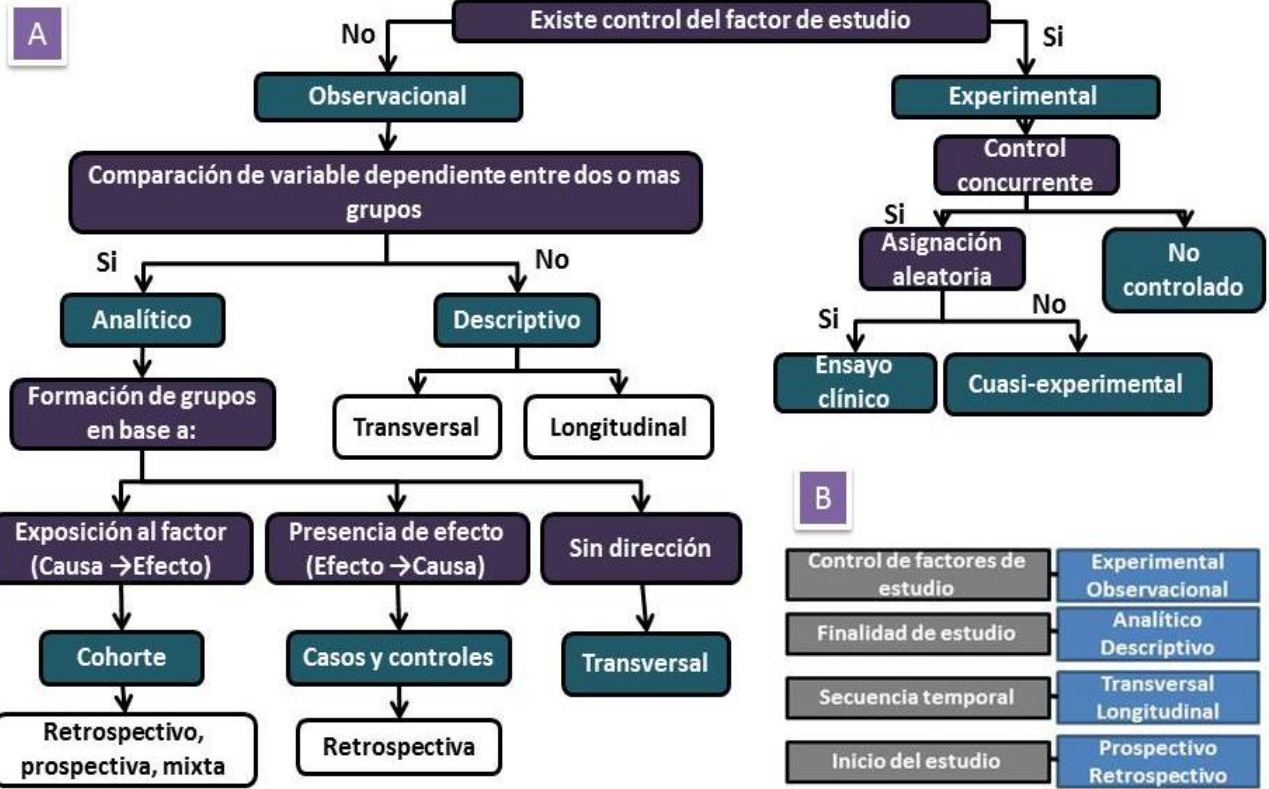 A
Existe control del factor de estudio
No
Si
Observacional
Experimental
Comparación de variable dependiente entre dos o mas
grupos
Control
concurrente
Si
No
Si
Asignación
aleatoria
No
controlado
Analítico
Descriptivo
Si
No
Formación de grupos
en base a:
Transversal
Longitudinal
Ensayo
clínico
Cuasi-experimental
Exposición al factor
(Causa →Efecto)
Presencia de efecto
(Efecto →Causa)
Sin dirección
Cohorte
Casos y controles
Transversal
Retrospectivo,
prospectiva, mixta
Retrospectiva
B
Control de factores de
estudio
Experimental
Observacional
Finalidad de estudio
Analítico
Descriptivo
Secuencia temporal
Transversal
Longitudinal
Inicio del estudio
Prospectivo
Retrospectivo